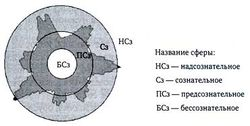 НСз
Сз
ПСз
БСз
Название сферы:
НСз — надсознательное
Сз — сознательное
ПСз — предсознательное
БСз — бессознательное